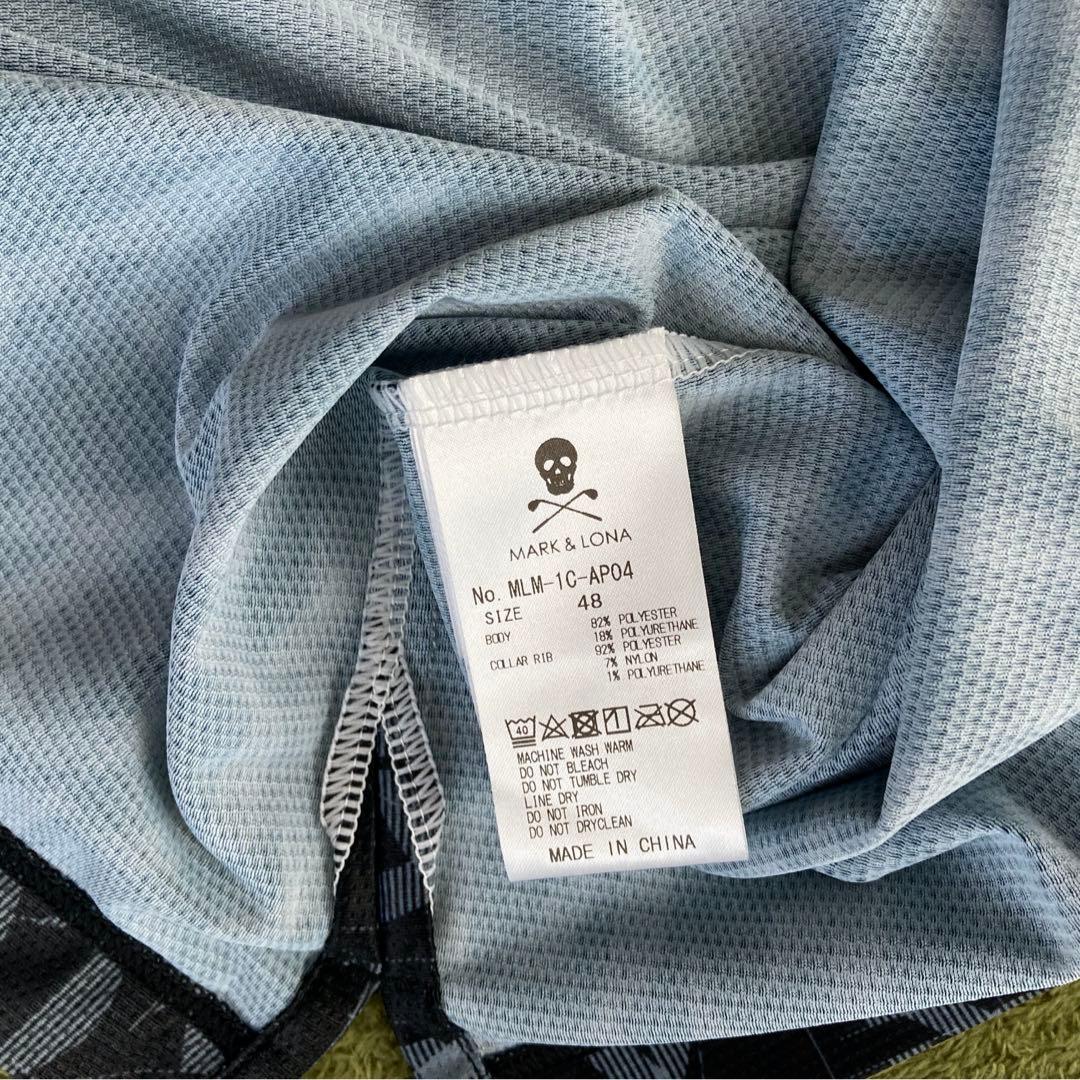 MARK & LONA
No. MLM-1C-AP04
SIZE 48
BODY 82% POLYESTER
18% POLYURETHANE
COLLAR RIB 92% POLYESTER
7% NYLON
1% POLYURETHANE
40
MACHINE WASH WARM
DO NOT BLEACH
DO NOT TUMBLE DRY
LINE DRY
DO NOT IRON
DO NOT DRYCLEAN
MADE IN CHINA